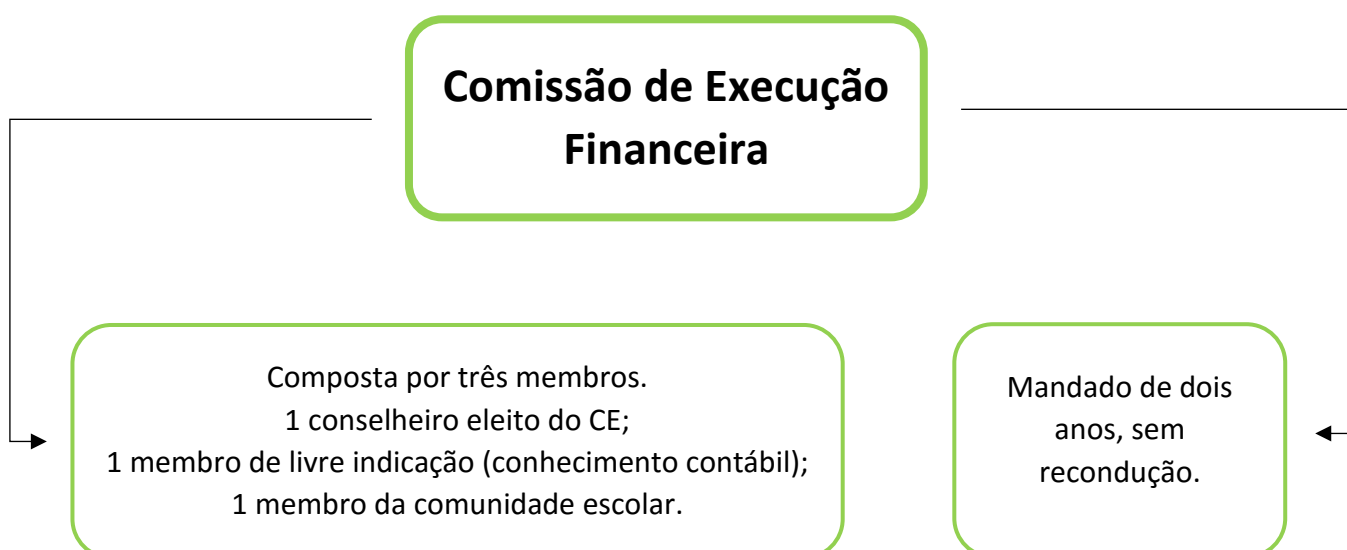 Comissão de Execução
Financeira
Composta por três membros.
1 conselheiro eleito do CE;
1 membro de livre indicação (conhecimento contábil);
1 membro da comunidade escolar.
Mandado de dois
anos, sem
recondução.